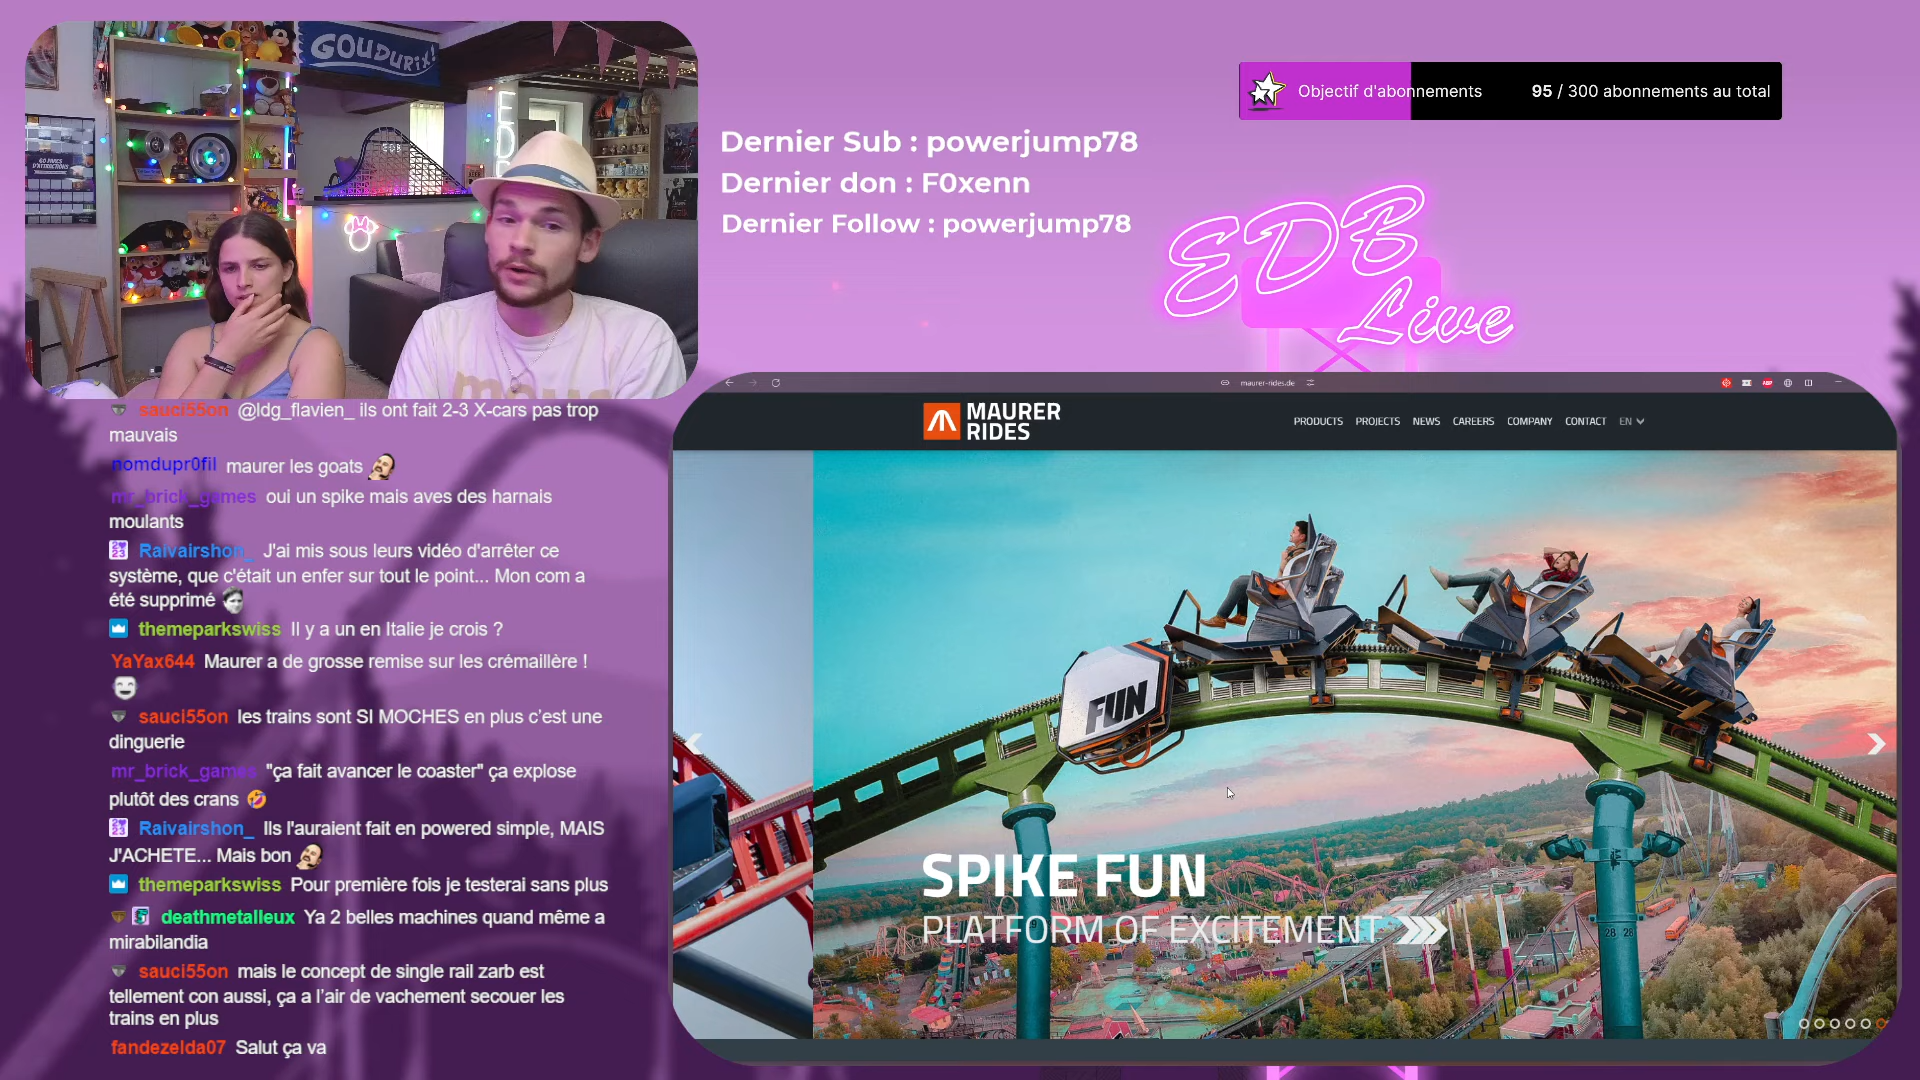 GOUDURIX!
EDB
60 PARCS
D'ATTRACTIONS
Objectif d'abonnements
95 / 300 abonnements au total
Dernier Sub : powerjump78
Dernier don : F0xenn
Dernier Follow : powerjump78
EDB
Live
sauci55on @ldg_flavien_ ils ont fait 2-3 X-cars pas trop
mauvais
nomdupr0fil maurer les goats
mr_brick_games oui un spike mais aves des harnais
moulants
Raivairshon_ J'ai mis sous leurs vidéo d'arrêter ce
système, que c'était un enfer sur tout le point... Mon com a
été supprimé
themeparkswiss Il y a un en Italie je crois ?
YaYax644 Maurer a de grosse remise sur les crémaillère !
sauci55on les trains sont SI MOCHES en plus c'est une
dinguerie
mr_brick_games "ça fait avancer le coaster" ça explose
plutôt des crans
Raivairshon_ Ils l'auraient fait en powered simple, MAIS
J'ACHETE... Mais bon
themeparkswiss Pour première fois je testerai sans plus
deathmetalleux Ya 2 belles machines quand même a
mirabilandia
sauci55on mais le concept de single rail zarb est
tellement con aussi, ça a l'air de vachement secouer les
trains en plus
fandezelda07 Salut ça va
maurer-rides.de
MAURER
RIDES
PRODUCTS PROJECTS NEWS CAREERS COMPANY CONTACT EN
FUN
SPIKE FUN
PLATFORM OF EXCITEMENT
28 28